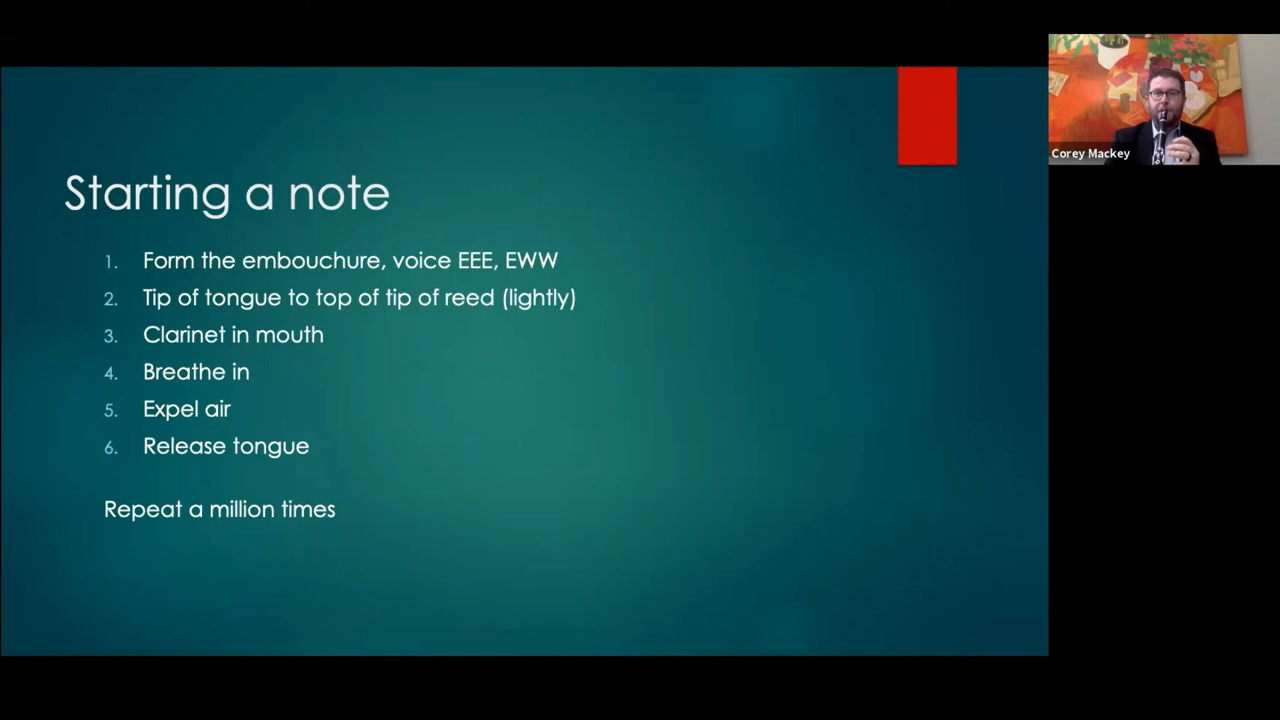 Starting a note
1. Form the embouchure, voice EEE, EWW
2. Tip of tongue to top of tip of reed (lightly)
3. Clarinet in mouth
4. Breathe in
5. Expel air
6. Release tongue
Repeat a million times
Corey Mackey